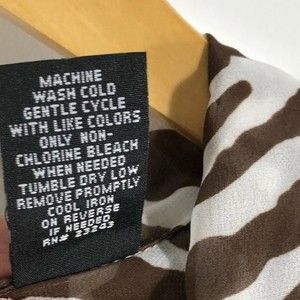 MACHINE
WASH COLD
GENTLE CYCLE
WITH LIKE COLORS
ONLY NON-
CHLORINE BLEACH
WHEN NEEDED
TUMBLE DRY LOW
REMOVE PROMPTLY
COOL IRON
ON REVERSE
IF NEEDED
RN# 23243